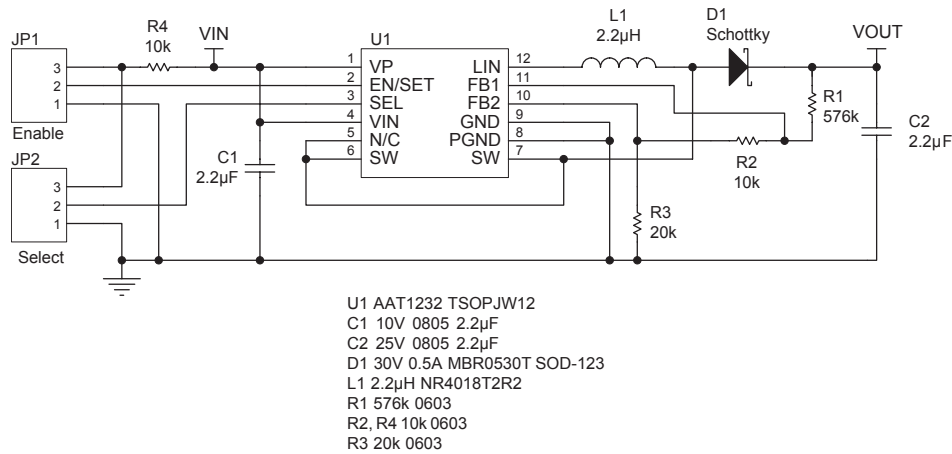 JP1
3
2
1
Enable
JP2
3
2
1
Select
R4
10k
VIN
C1
2.2µF
U1
1 VP
2 EN/SET
3 SEL
4 VIN
5 N/C
6 SW
LIN 12
FB1 11
FB2 10
GND 9
PGND 8
SW 7
L1
2.2µH
D1
Schottky
VOUT
R1
576k
C2
2.2µF
R2
10k
R3
20k
U1 AAT1232 TSOPJW12
C1 10V 0805 2.2µF
C2 25V 0805 2.2µF
D1 30V 0.5A MBR0530T SOD-123
L1 2.2µH NR4018T2R2
R1 576k 0603
R2, R4 10k 0603
R3 20k 0603